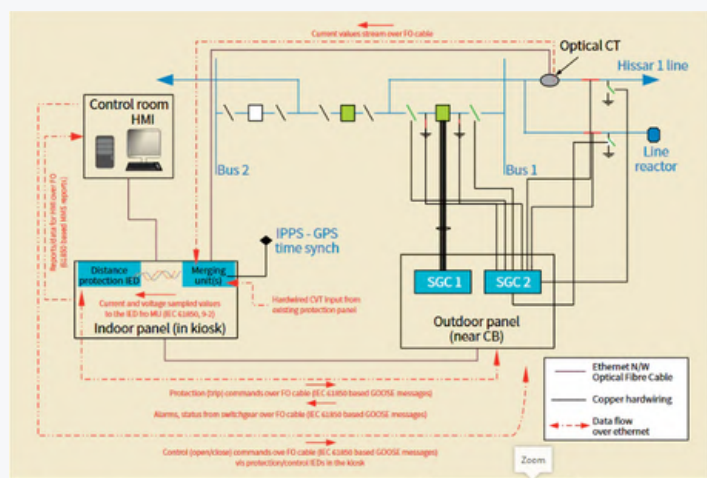 Current values stream over FO cable
Optical CT
Hissar 1 line
Control room
HMI
Line
reactor
Bus 2
Bus 1
Reports/data for HMI over FO
(61850 based MMS reports)
IPPS - GPS
time synch
Distance
protection IED
Merging
unit(s)
SGC 1
SGC 2
Current and voltage sampled values
to the IED fro MU (IEC 61850, 9-2)
Hardwired CVT input from
existing protection panel
Indoor panel (in kiosk)
Outdoor panel
(near CB)
Ethernet N/W
Optical Fibre Cable
Copper hardwiring
Data flow
over ethernet
Protection (trip) commands over FO cable (IEC 61850 based GOOSE messages)
Alarms, status from switchgear over FO cable (IEC 61850 based GOOSE messages)
Control (open/close) commands ove FO cable (IEC 61850 based GOOSE messages)
vis protection/control IEDs in the kiosk
Zoom